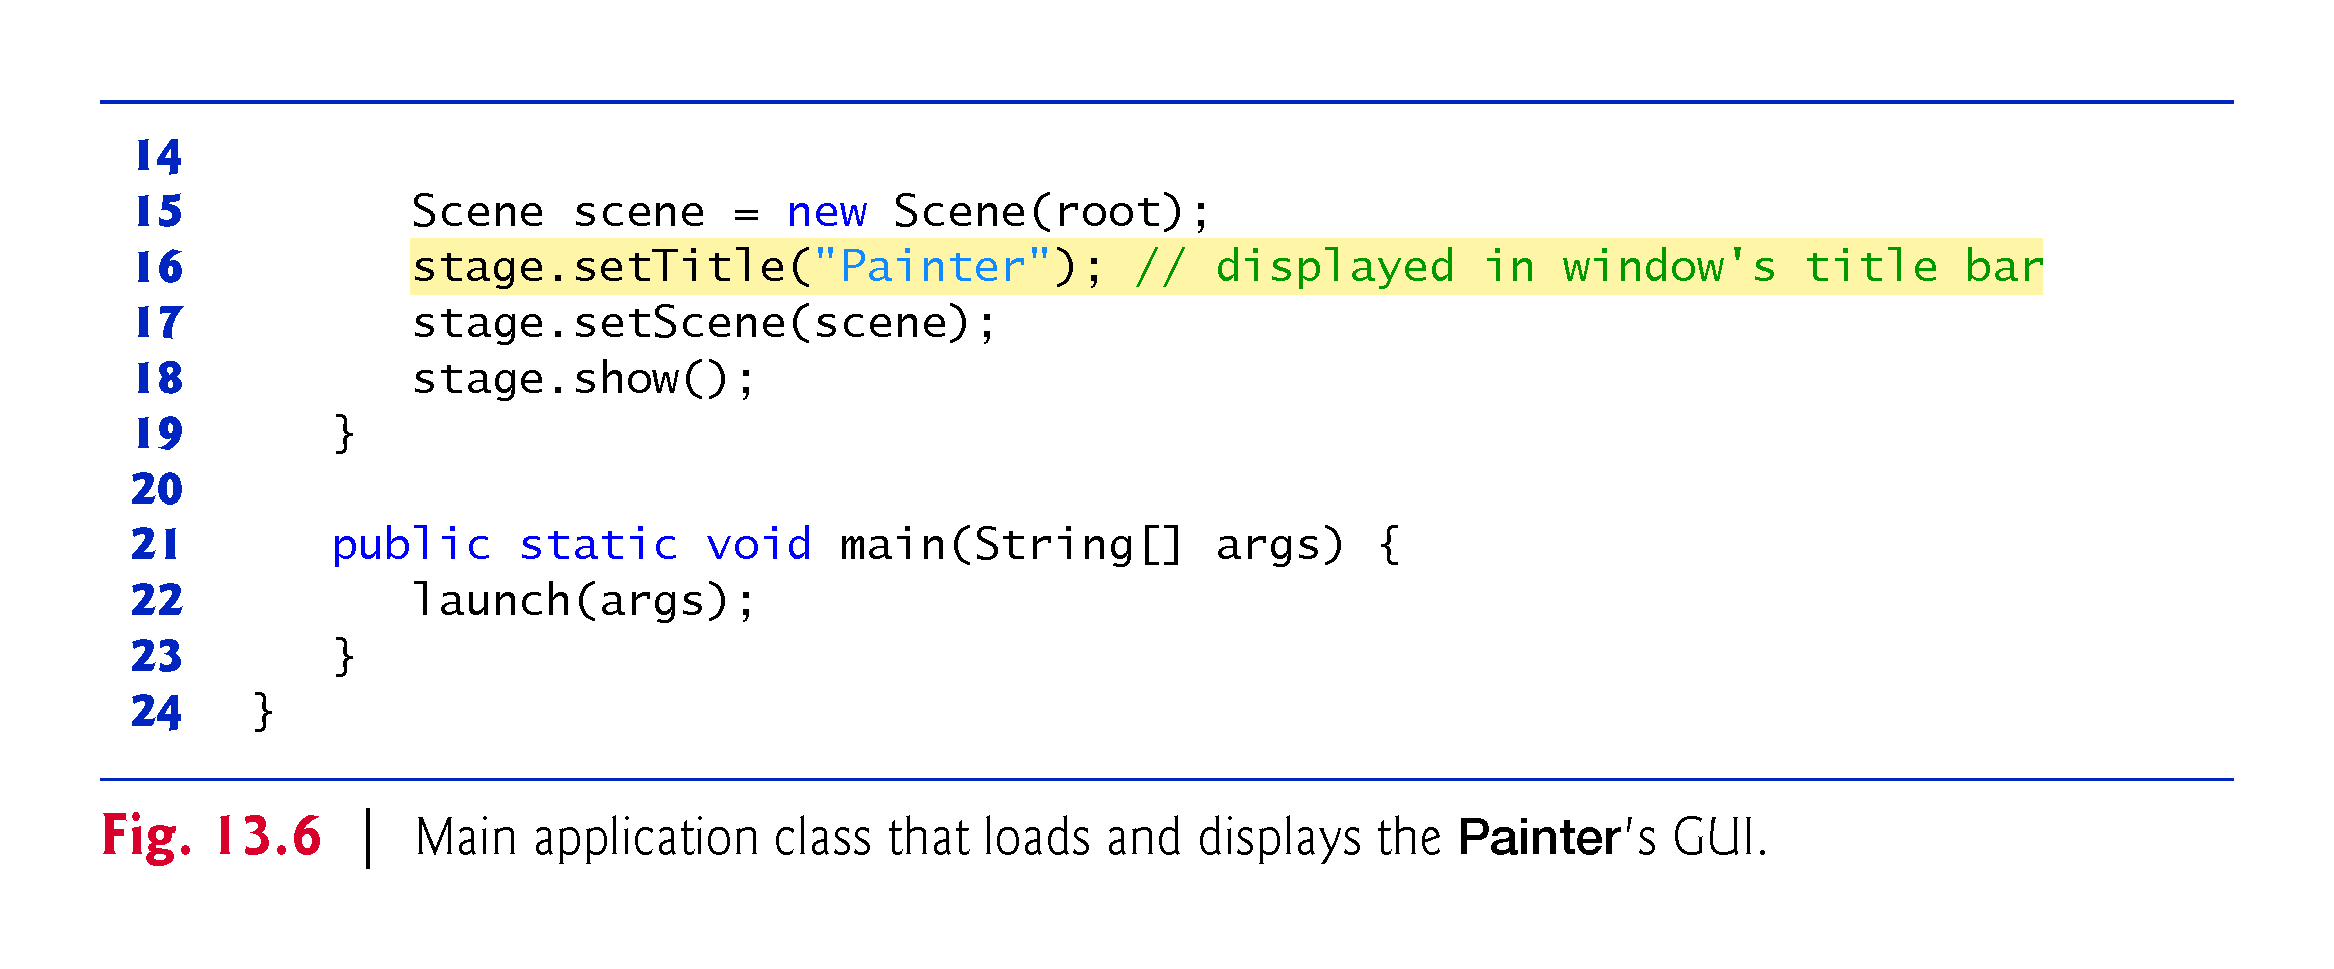 14
15 Scene scene = new Scene(root);
16 stage.setTitle("Painter"); // displayed in window's title bar
17 stage.setScene(scene);
18 stage.show();
19 }
20
21 public static void main(String[] args) {
22 launch(args);
23 }
24 }
Fig. 13.6 | Main application class that loads and displays the Painter's GUI.